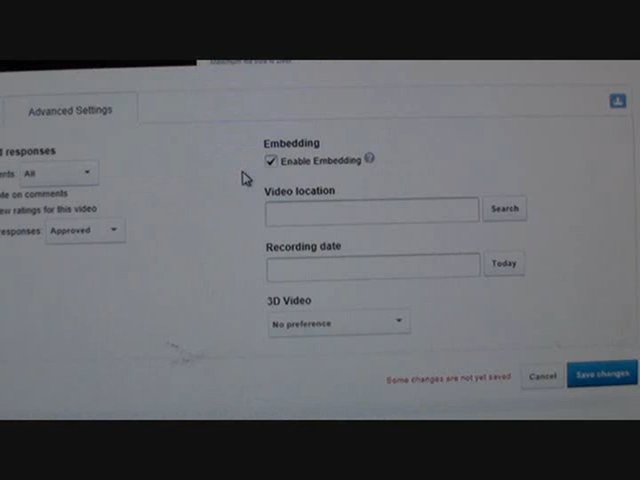 Advanced Settings
responses
All
on comments
ratings for this video
responses:
Approved
Embedding
Enable Embedding
?
Video location
Search
Recording date
Today
3D Video
No preference
Some changes are not yet saved.
Cancel
Save changes